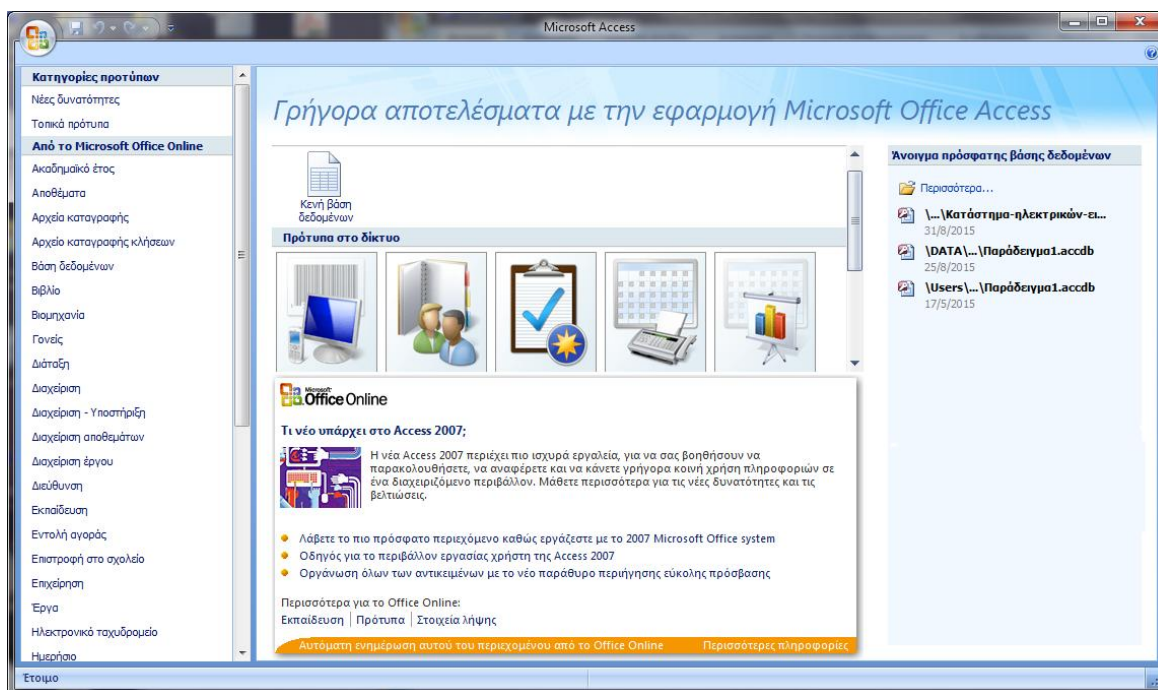 Microsoft Access
Κατηγορίες προτύπων
Νέες δυνατότητες
Τοπικά πρότυπα
Από το Microsoft Office Online
Ακαδημαϊκό έτος
Αποθέματα
Αρχεία καταγραφής
Αρχείο καταγραφής κλήσεων
Βάση δεδομένων
Βιβλίο
Βιομηχανία
Γονείς
Διάταξη
Διαχείριση
Διαχείριση - Υποστήριξη
Διαχείριση αποθεμάτων
Διαχείριση έργου
Διεύθυνση
Εκπαίδευση
Εντολή αγοράς
Επιστροφή στο σχολείο
Επιχείρηση
Έργα
Ηλεκτρονικό ταχυδρομείο
Ημερήσιο
Γρήγορα αποτελέσματα με την εφαρμογή Microsoft Office Access
Κενή βάση
δεδομένων
Πρότυπα στο δίκτυο
Microsoft
Office Online
Τι νέο υπάρχει στο Access 2007;
Η νέα Access 2007 περιέχει πιο ισχυρά εργαλεία, για να σας βοηθήσουν να
παρακολουθήσετε, να αναφέρετε και να κάνετε γρήγορα κοινή χρήση πληροφοριών σε
ένα διαχειριζόμενο περιβάλλον. Μάθετε περισσότερα για τις νέες δυνατότητες και τις
βελτιώσεις.
Λάβετε το πιο πρόσφατο περιεχόμενο καθώς εργάζεστε με το 2007 Microsoft Office system
Οδηγός για το περιβάλλον εργασίας χρήστη της Access 2007
Οργάνωση όλων των αντικειμένων με το νέο παράθυρο περιήγησης εύκολης πρόσβασης
Περισσότερα για το Office Online:
Εκπαίδευση | Πρότυπα | Στοιχεία λήψης
Αυτόματη ενημέρωση αυτού του περιεχομένου από το Office Online Περισσότερες πληροφορίες
Άνοιγμα πρόσφατης βάσης δεδομένων
Περισσότερα...
\...\Κατάστημα-ηλεκτρικών-ει...
31/8/2015
\DATA\...\Παράδειγμα1.accdb
25/8/2015
\Users\...\Παράδειγμα1.accdb
17/5/2015
Έτοιμο